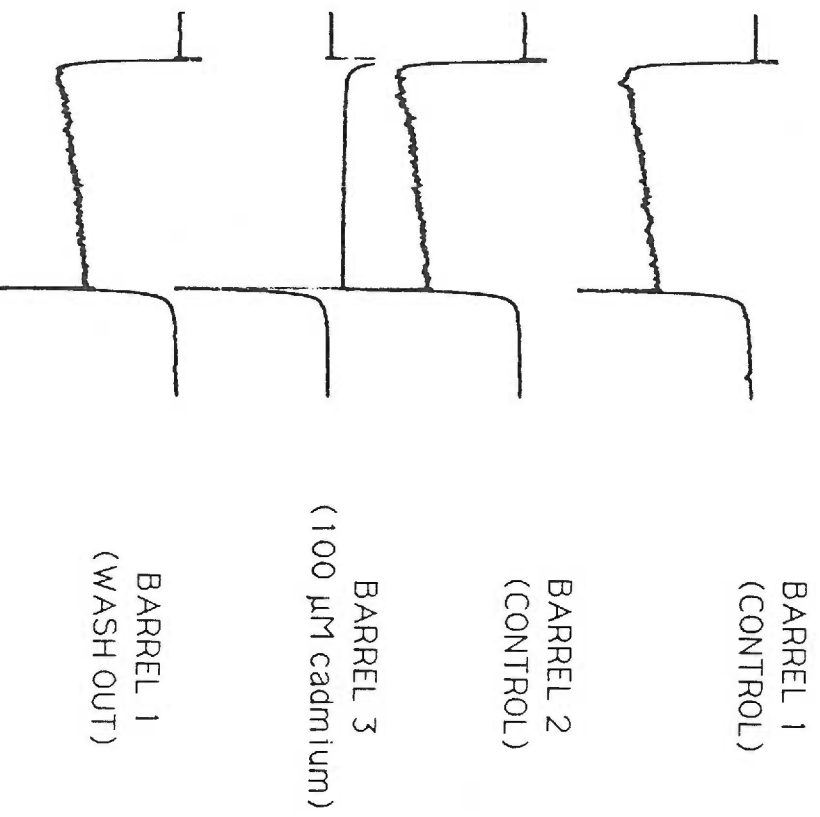 BARREL 1
(CONTROL)
BARREL 2
(CONTROL)
BARREL 3
(100 µM cadmium)
BARREL 1
(WASH OUT)